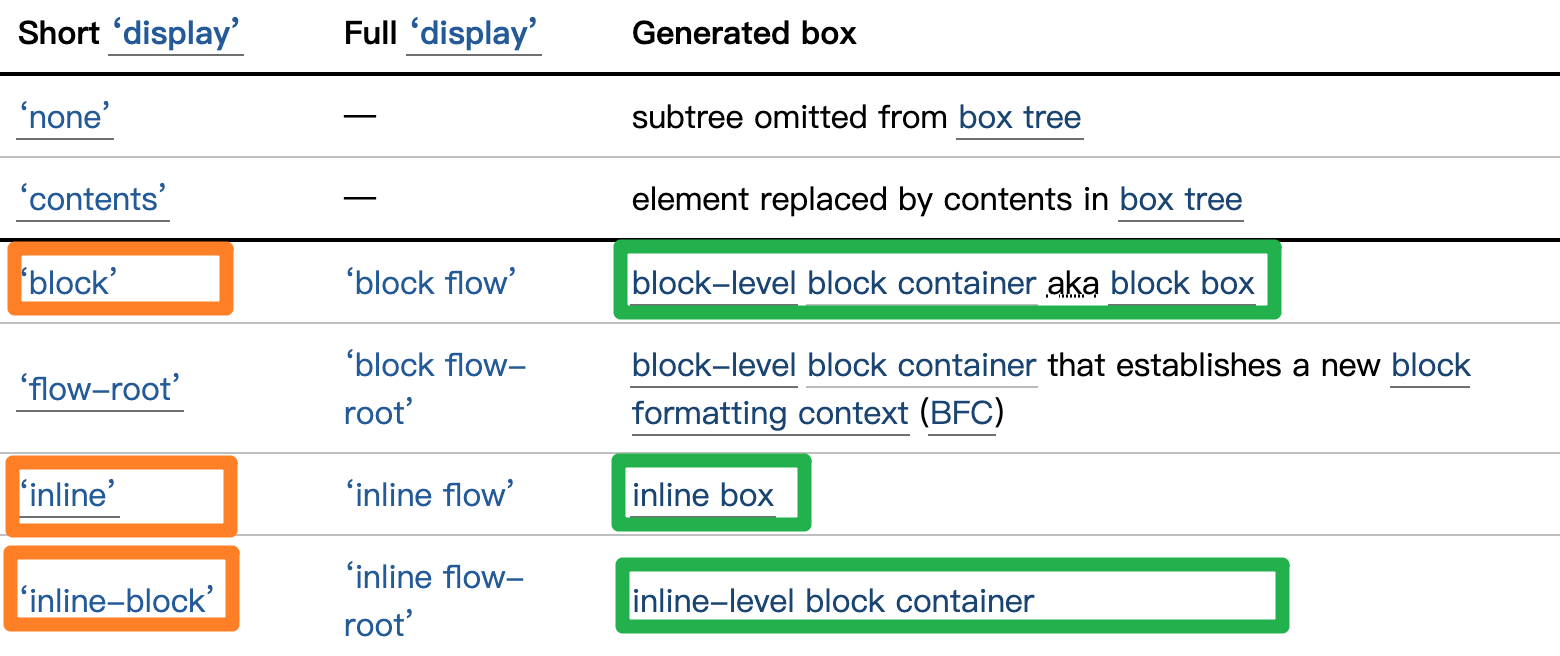 Short ‘display’ Full ‘display’ Generated box
‘none’ — subtree omitted from box tree
‘contents’ — element replaced by contents in box tree
‘block’ ‘block flow’ block–level block container aka block box
‘flow–root’ ‘block flow–
root’ block–level block container that establishes a new block
formatting context (BFC)
‘inline’ ‘inline flow’ inline box
‘inline–block’ ‘inline flow–
root’ inline–level block container